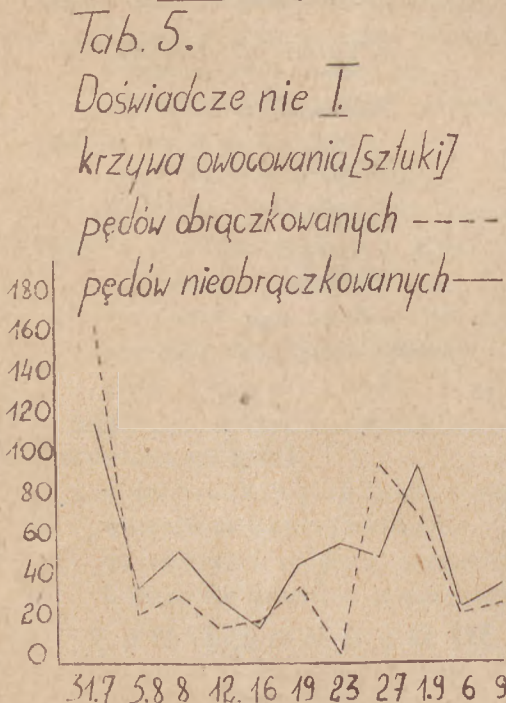 Tab. 5.
Doświadcze nie I.
krzywa owocowania [sztuki]
pędów obrączkowanych ----
pędów nieobrączkowanych —
180
160
140
120
100
80
60
40
20
0
31.7 5.8 8 12. 16 19 23 27 1.9 6 9